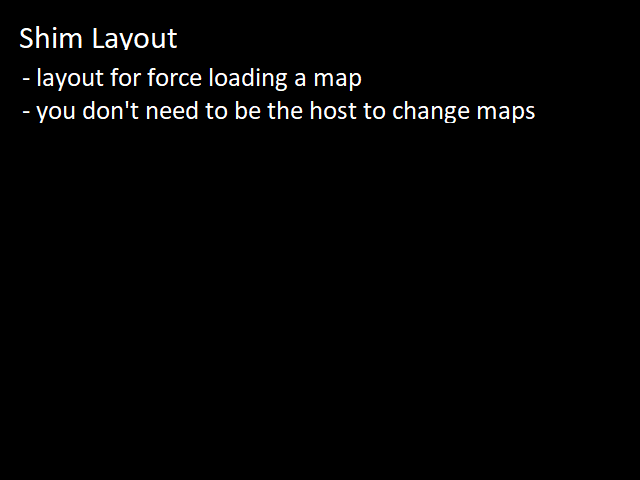 Shim Layout
- layout for force loading a map
- you don't need to be the host to change maps